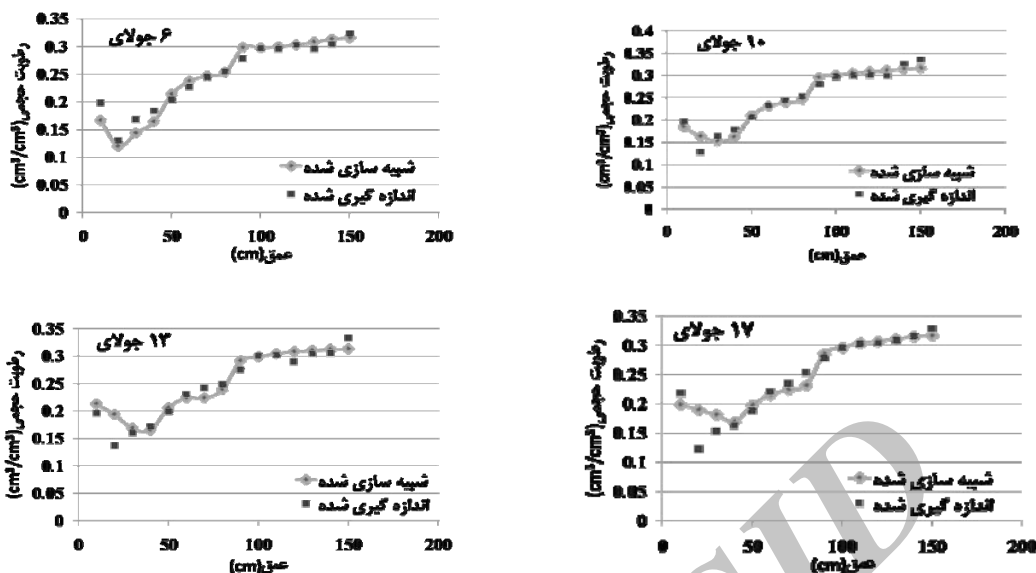 ۶ جولای
رطوبت حجمی(cm³/cm³)
0.35
0.3
0.25
0.2
0.15
0.1
0.05
0
شبیه سازی شده
اندازه گیری شده
0 50 100 150 200
عمق(cm)
۱۰ جولای
رطوبت حجمی(cm³/cm³)
0.4
0.35
0.3
0.25
0.2
0.15
0.1
0.05
0
شبیه سازی شده
اندازه گیری شده
0 50 100 150 200
عمق(cm)
۱۳ جولای
رطوبت حجمی(cm³/cm³)
0.35
0.3
0.25
0.2
0.15
0.1
0.05
0
شبیه سازی شده
اندازه گیری شده
0 50 100 150 200
عمق(cm)
۱۷ جولای
رطوبت حجمی(cm³/cm³)
0.35
0.3
0.25
0.2
0.15
0.1
0.05
0
شبیه سازی شده
اندازه گیری شده
0 50 100 150 200
عمق(cm)
SID